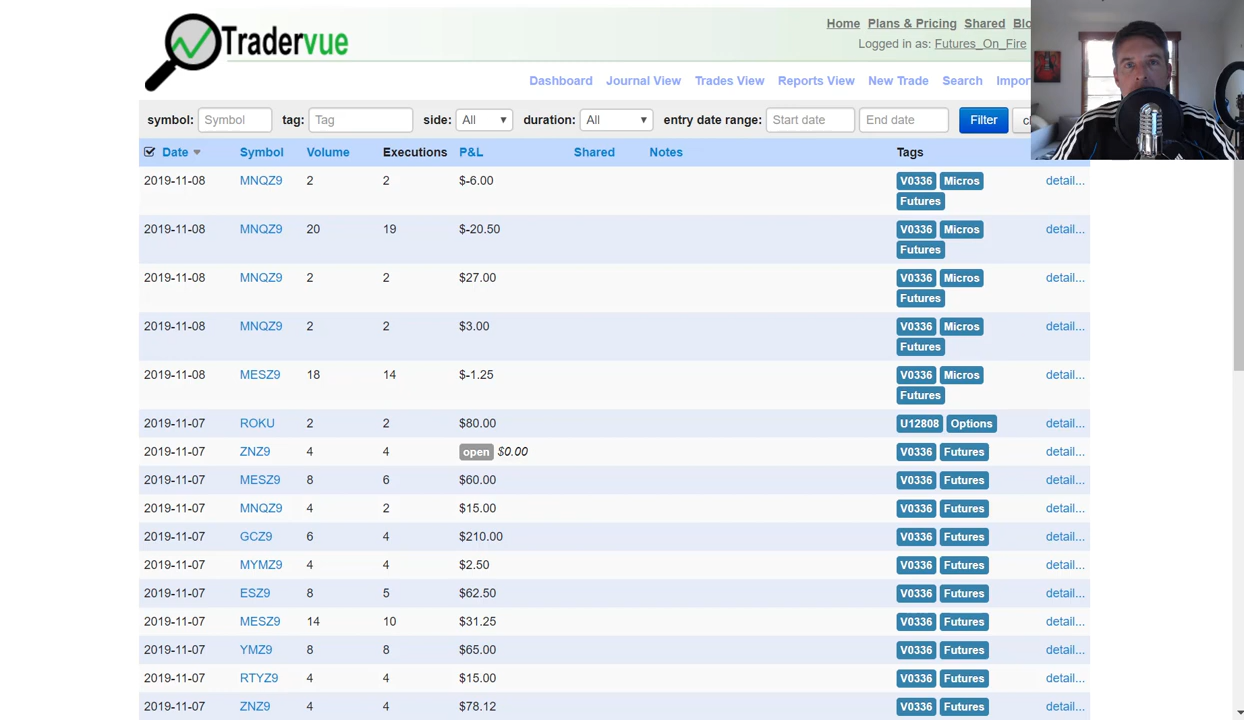 Tradervue
Home Plans & Pricing Shared Blo
Logged in as: Futures_On_Fire
Dashboard Journal View Trades View Reports View New Trade Search Impor
symbol: Symbol tag: Tag side: All duration: All entry date range: Start date End date Filter cl
Date Symbol Volume Executions P&L Shared Notes Tags
2019-11-08 MNQZ9 2 2 $-6.00 V0336 Micros detail...
Futures
2019-11-08 MNQZ9 20 19 $-20.50 V0336 Micros detail...
Futures
2019-11-08 MNQZ9 2 2 $27.00 V0336 Micros detail...
Futures
2019-11-08 MNQZ9 2 2 $3.00 V0336 Micros detail...
Futures
2019-11-08 MESZ9 18 14 $-1.25 V0336 Micros detail...
Futures
2019-11-07 ROKU 2 2 $80.00 U12808 Options detail...
2019-11-07 ZNZ9 4 4 open $0.00 V0336 Futures detail...
2019-11-07 MESZ9 8 6 $60.00 V0336 Futures detail...
2019-11-07 MNQZ9 4 2 $15.00 V0336 Futures detail...
2019-11-07 GCZ9 6 4 $210.00 V0336 Futures detail...
2019-11-07 MYMZ9 4 4 $2.50 V0336 Futures detail...
2019-11-07 ESZ9 8 5 $62.50 V0336 Futures detail...
2019-11-07 MESZ9 14 10 $31.25 V0336 Futures detail...
2019-11-07 YMZ9 8 8 $65.00 V0336 Futures detail...
2019-11-07 RTYZ9 4 4 $15.00 V0336 Futures detail...
2019-11-07 ZNZ9 4 4 $78.12 V0336 Futures detail...